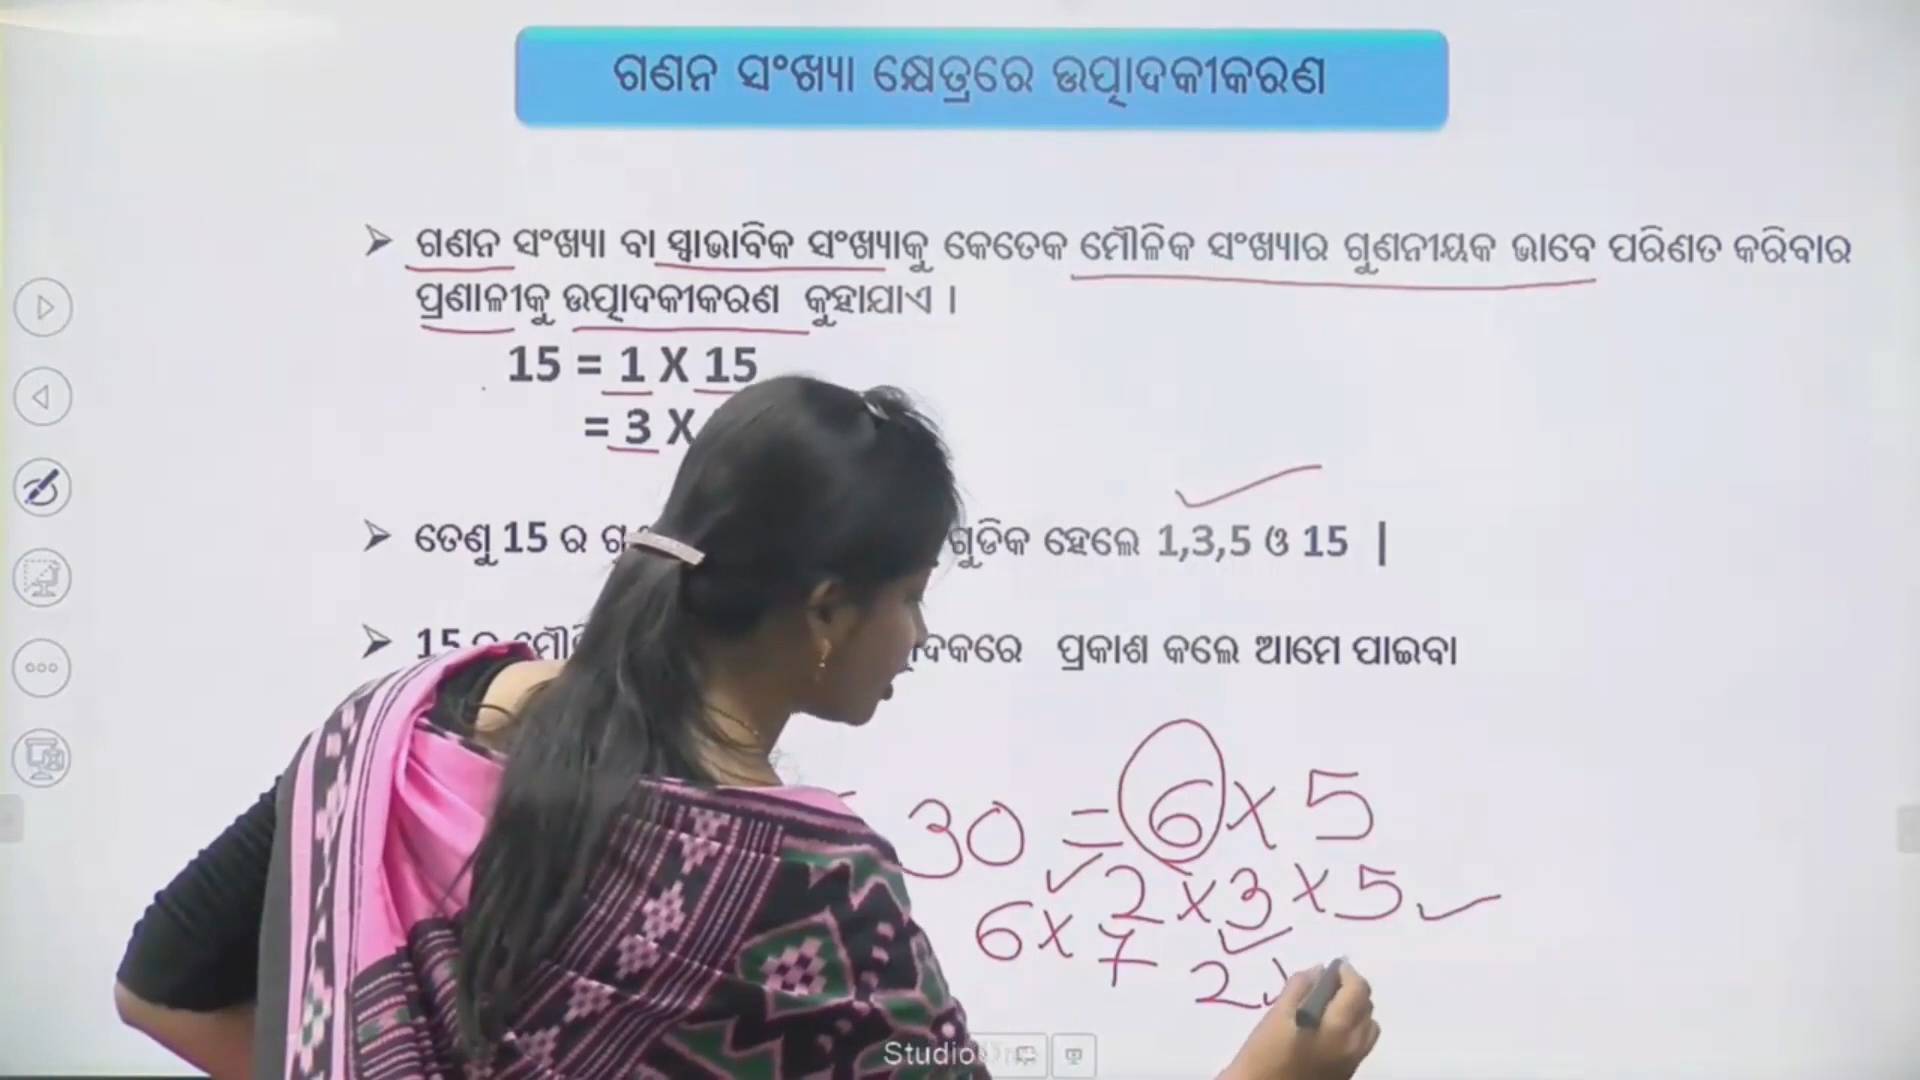 ଗଣନ ସଂଖ୍ୟା କ୍ଷେତ୍ରରେ ଉତ୍ପାଦକୀକରଣ
➢ ଗଣନ ସଂଖ୍ୟା ବା ସ୍ୱାଭାବିକ ସଂଖ୍ୟାକୁ କେତେକ ମୌଳିକ ସଂଖ୍ୟାର ଗୁଣନୀୟକ ଭାବେ ପରିଣତ କରିବାର
ପ୍ରଣାଳୀକୁ ଉତ୍ପାଦକୀକରଣ କୁହାଯାଏ ।
15 = 1 X 15
= 3 X
➢ ତେଣୁ 15 ର ଗୁଡିକ ହେଲେ 1,3,5 ଓ 15 |
➢ 15 ପ୍ରକାଶ କଲେ ଆମେ ପାଇବା
30 = 6 x 5
2 x 3 x 5
6 x 7
2 x
Studio